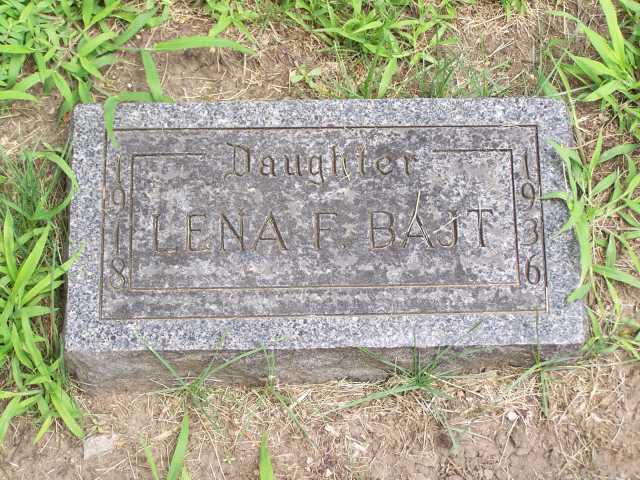 Daughter
1918
LENA F. BAJT
1936